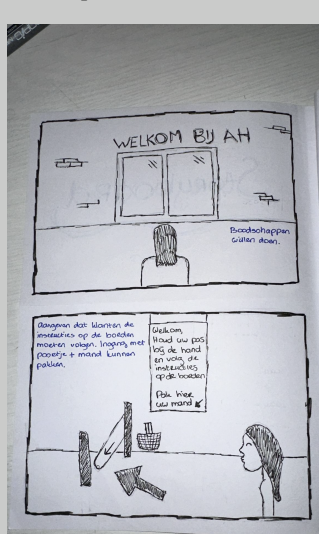 WELKOM BIJ AH
Boodschappen
willen doen.
Aangeven dat klanten de
instructies op de borden
moeten volgen. Ingang met
poortje + mand kunnen
pakken.
Welkom,
Houd uw pas
bij de hand
en volg de
instructies
op de borden
Pak hier
uw mand